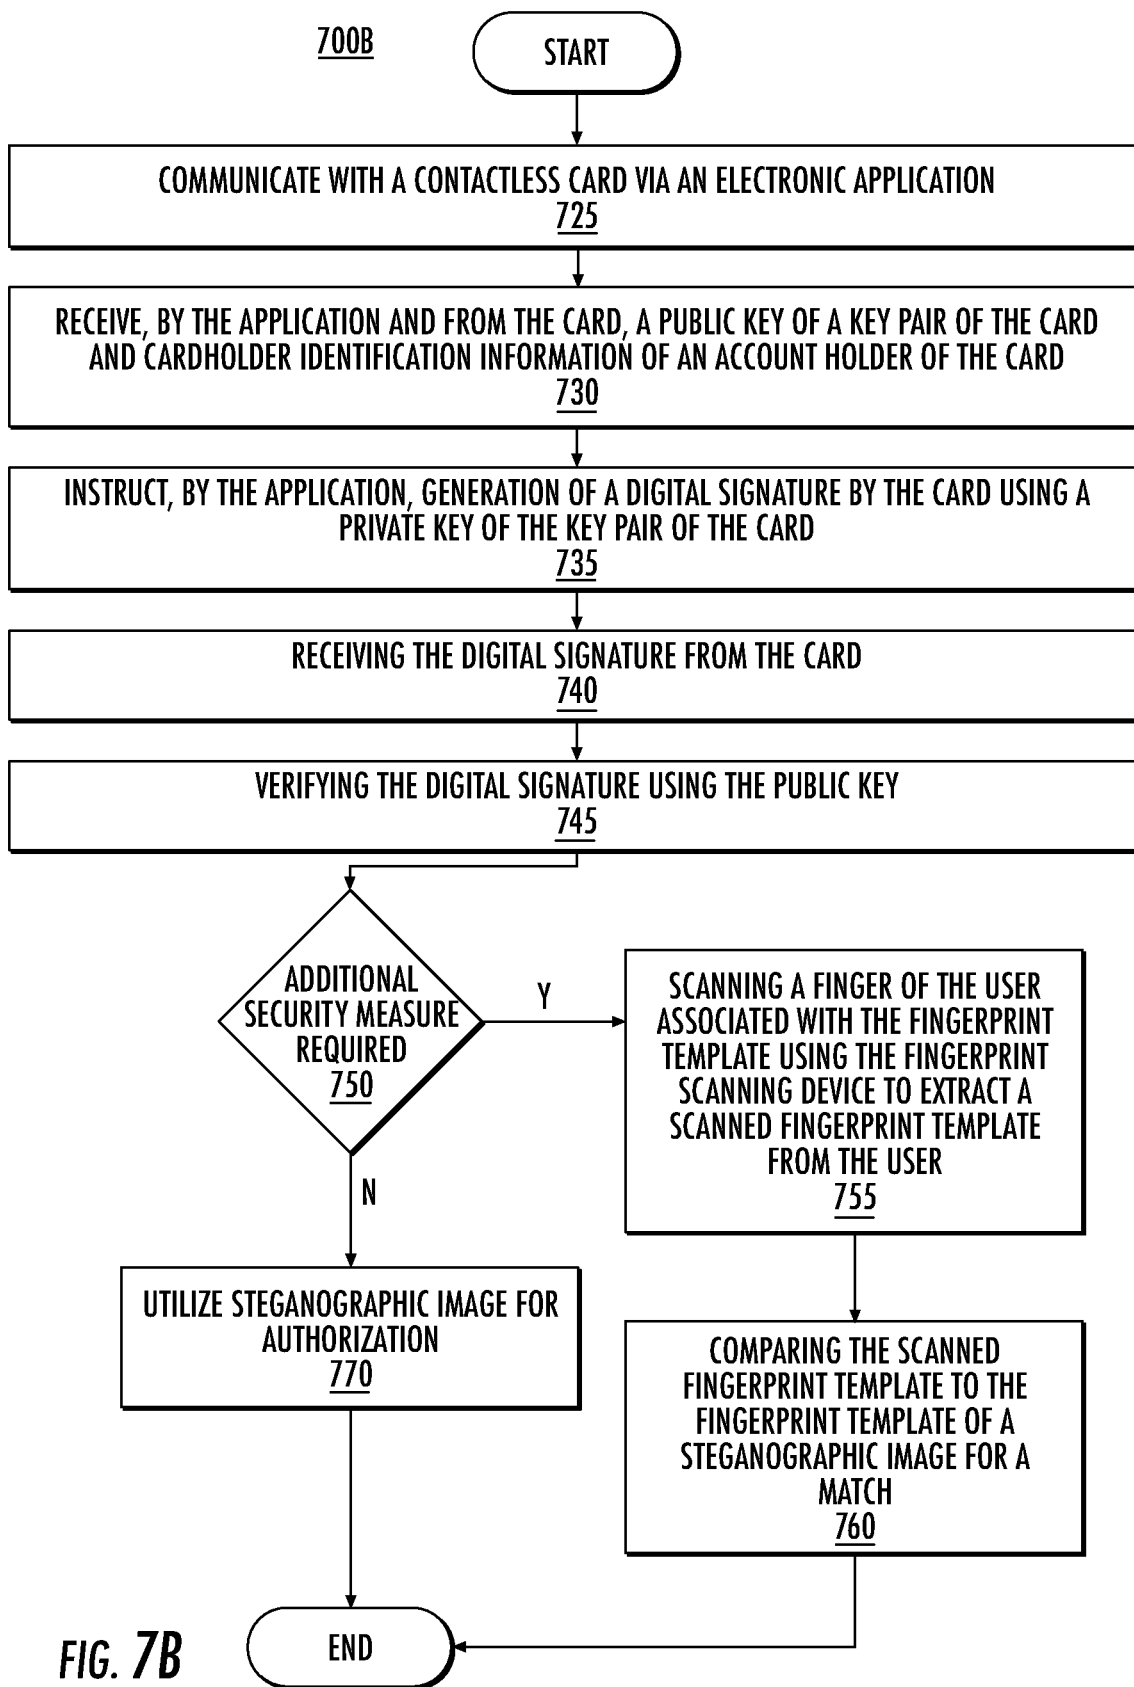 700B
START
COMMUNICATE WITH A CONTACTLESS CARD VIA AN ELECTRONIC APPLICATION
725
RECEIVE, BY THE APPLICATION AND FROM THE CARD, A PUBLIC KEY OF A KEY PAIR OF THE CARD
AND CARDHOLDER IDENTIFICATION INFORMATION OF AN ACCOUNT HOLDER OF THE CARD
730
INSTRUCT, BY THE APPLICATION, GENERATION OF A DIGITAL SIGNATURE BY THE CARD USING A
PRIVATE KEY OF THE KEY PAIR OF THE CARD
735
RECEIVING THE DIGITAL SIGNATURE FROM THE CARD
740
VERIFYING THE DIGITAL SIGNATURE USING THE PUBLIC KEY
745
ADDITIONAL
SECURITY MEASURE
REQUIRED
750
Y
SCANNING A FINGER OF THE USER
ASSOCIATED WITH THE FINGERPRINT
TEMPLATE USING THE FINGERPRINT
SCANNING DEVICE TO EXTRACT A
SCANNED FINGERPRINT TEMPLATE
FROM THE USER
755
N
UTILIZE STEGANOGRAPHIC IMAGE FOR
AUTHORIZATION
770
COMPARING THE SCANNED
FINGERPRINT TEMPLATE TO THE
FINGERPRINT TEMPLATE OF A
STEGANOGRAPHIC IMAGE FOR A
MATCH
760
END
FIG. 7B